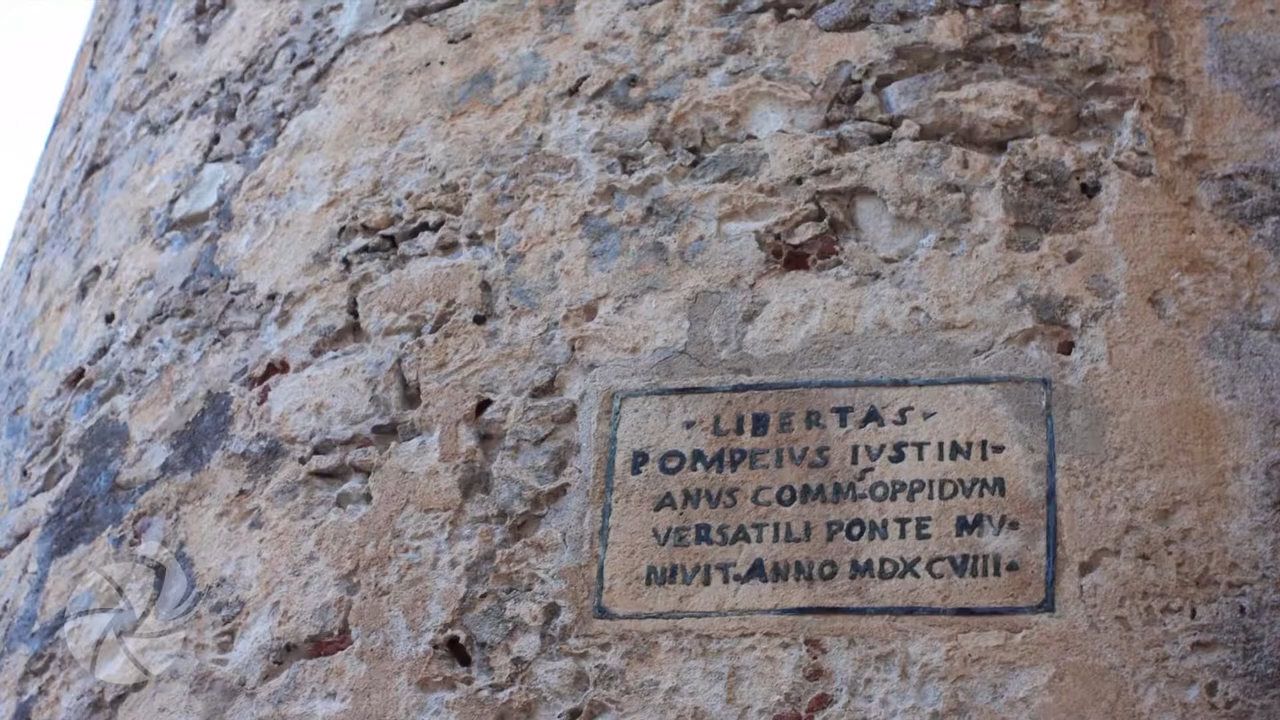 LIBERTAS
POMPEIVS IVSTINI-
ANVS COMM·S OPPIDVM
VERSATILI PONTE MV-
NIVIT·ANNO MDXCVIII·